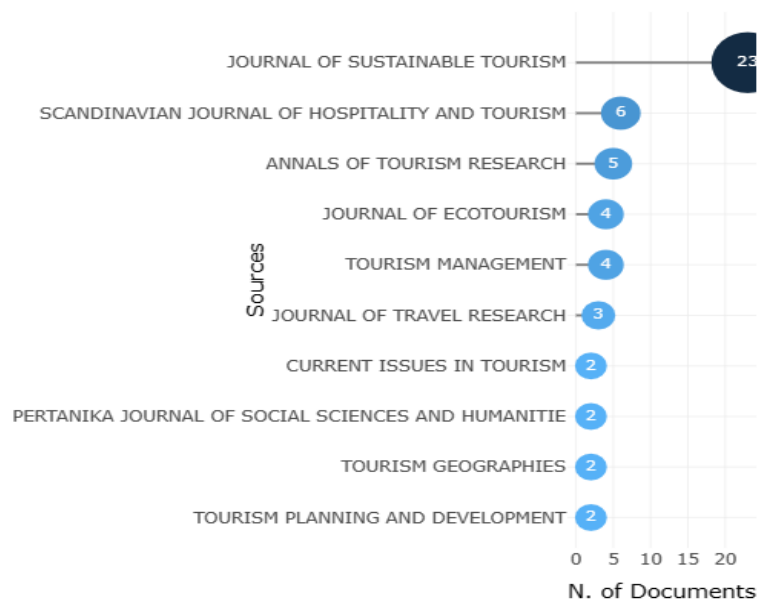 JOURNAL OF SUSTAINABLE TOURISM 23
SCANDINAVIAN JOURNAL OF HOSPITALITY AND TOURISM 6
ANNALS OF TOURISM RESEARCH 5
JOURNAL OF ECOTOURISM 4
TOURISM MANAGEMENT 4
Sources
JOURNAL OF TRAVEL RESEARCH 3
CURRENT ISSUES IN TOURISM 2
PERTANIKA JOURNAL OF SOCIAL SCIENCES AND HUMANITIE 2
TOURISM GEOGRAPHIES 2
TOURISM PLANNING AND DEVELOPMENT 2
0 5 10 15 20
N. of Documents